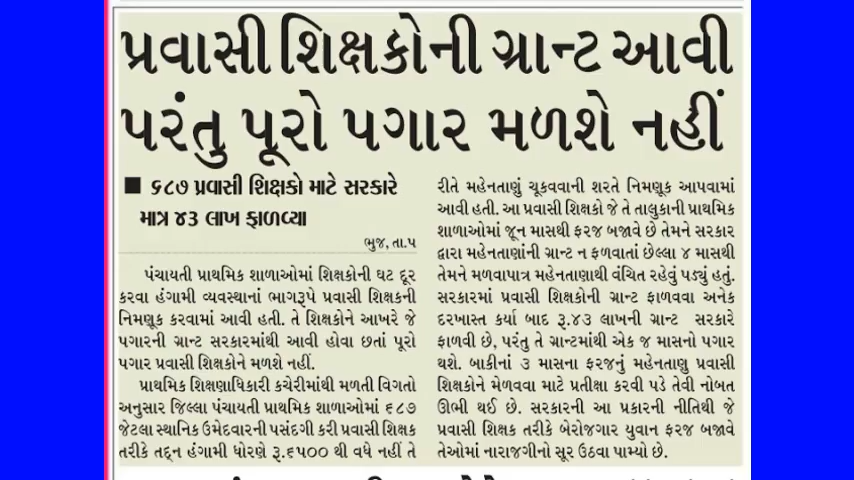 પ્રવાસી શિક્ષકોની ગ્રાન્ટ આવી
પરંતુ પૂરો પગાર મળશે નહીં
■ ૬૮૭ પ્રવાસી શિક્ષકો માટે સરકારે
માત્ર ૪૩ લાખ ફાળવ્યા
ભુજ, તા.૫
પંચાયતી પ્રાથમિક શાળાઓમાં શિક્ષકોની ઘટ દૂર
કરવા હંગામી વ્યવસ્થાનાં ભાગરૂપે પ્રવાસી શિક્ષકની
નિમણૂક કરવામાં આવી હતી. તે શિક્ષકોને આખરે જે
પગારની ગ્રાન્ટ સરકારમાંથી આવી હોવા છતાં પૂરો
પગાર પ્રવાસી શિક્ષકોને મળશે નહીં.
પ્રાથમિક શિક્ષણાધિકારી કચેરીમાંથી મળતી વિગતો
અનુસાર જિલ્લા પંચાયતી પ્રાથમિક શાળાઓમાં ૬૮૭
જેટલા સ્થાનિક ઉમેદવારની પસંદગી કરી પ્રવાસી શિક્ષક
તરીકે તદ્દન હંગામી ધોરણે રૂ.૬૫૦૦ થી વધે નહીં તે
રીતે મહેનતાણું ચૂકવવાની શરતે નિમણૂક આપવામાં
આવી હતી. આ પ્રવાસી શિક્ષકો જે તે તાલુકાની પ્રાથમિક
શાળાઓમાં જૂન માસથી ફરજ બજાવે છે તેમને સરકાર
દ્વારા મહેનતાણાંની ગ્રાન્ટ ન ફળવાતાં છેલ્લા ૪ માસથી
તેમને મળવાપાત્ર મહેનતાણાથી વંચિત રહેવું પડ્યું હતું.
સરકારમાં પ્રવાસી શિક્ષકોની ગ્રાન્ટ ફાળવવા અનેક
દરખાસ્ત કર્યા બાદ રૂ.૪૩ લાખની ગ્રાન્ટ સરકારે
ફાળવી છે, પરંતુ તે ગ્રાન્ટમાંથી એક જ માસનો પગાર
થશે. બાકીનાં ૩ માસના ફરજનું મહેનતાણુ પ્રવાસી
શિક્ષકોને મેળવવા માટે પ્રતીક્ષા કરવી પડે તેવી નોબત
ઊભી થઈ છે. સરકારની આ પ્રકારની નીતિથી જે
પ્રવાસી શિક્ષક તરીકે બેરોજગાર યુવાન ફરજ બજાવે
તેઓમાં નારાજગીનો સૂર ઉઠવા પામ્યો છે.